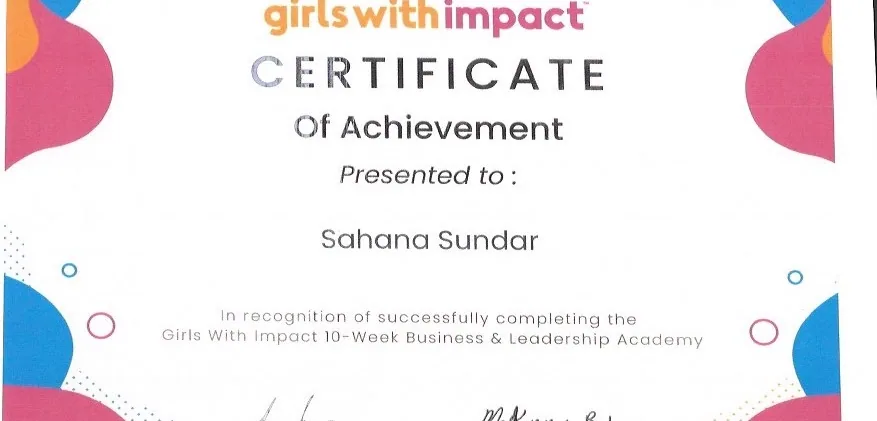 girls with impact™
CERTIFICATE
Of Achievement
Presented to :
Sahana Sundar
In recognition of successfully completing the
Girls With Impact 10-Week Business & Leadership Academy